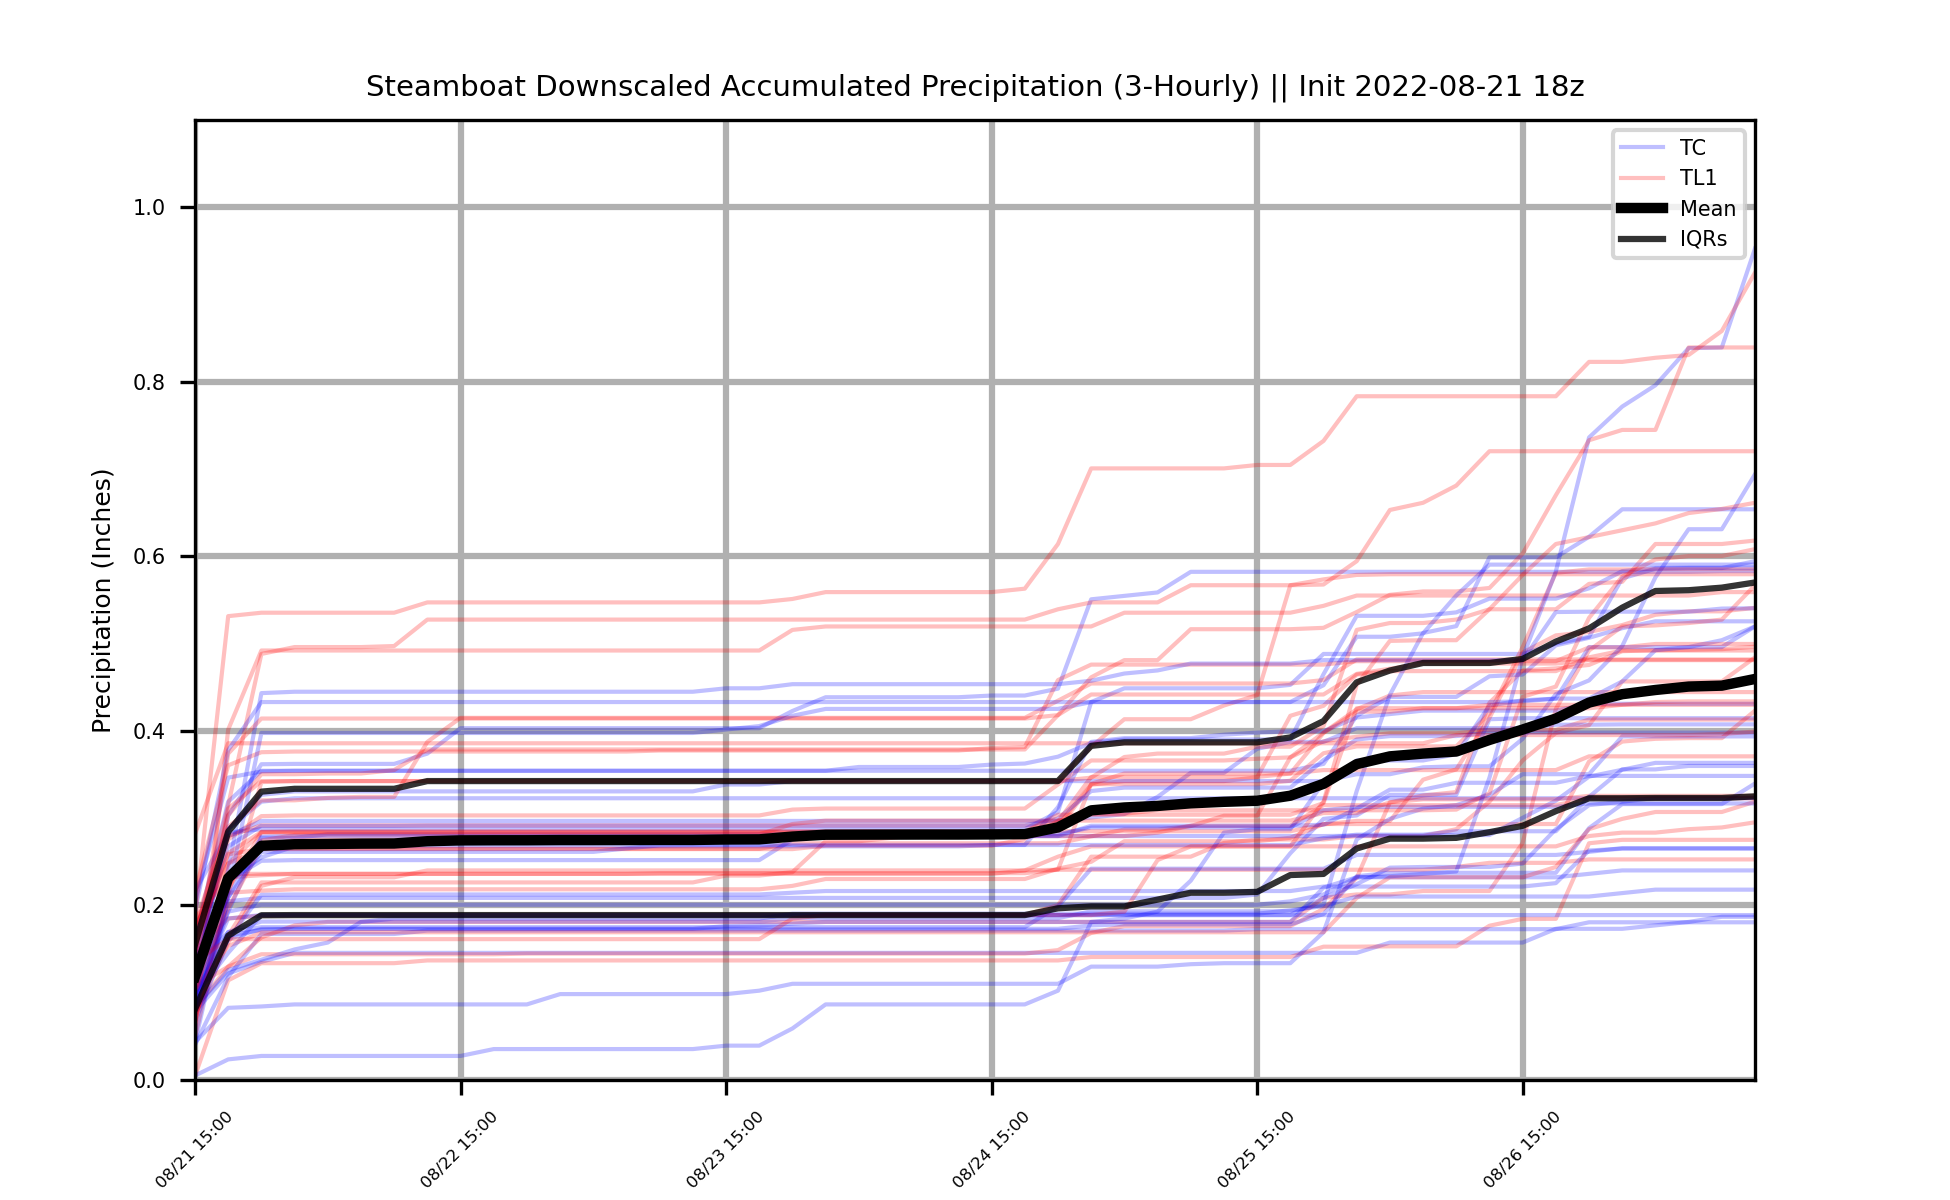 Steamboat Downscaled Accumulated Precipitation (3-Hourly) || Init 2022-08-21 18z
TC
TL1
Mean
IQRs
Precipitation (Inches)
1.0
0.8
0.6
0.4
0.2
0.0
08/21 15:00
08/22 15:00
08/23 15:00
08/24 15:00
08/25 15:00
08/26 15:00